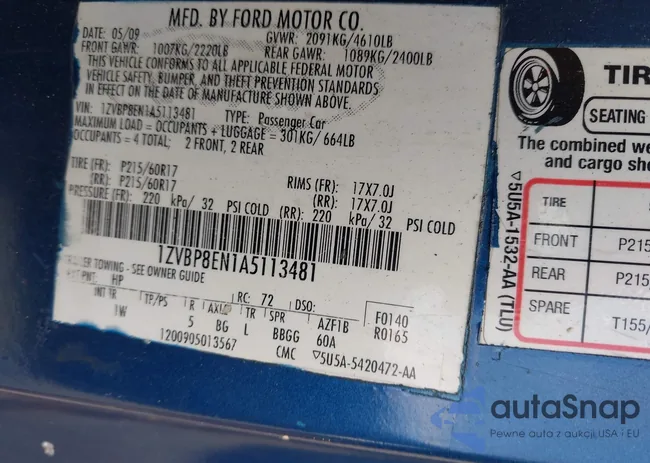 MFD. BY FORD MOTOR CO.
DATE: 05/09 GVWR: 2091KG/4610LB
FRONT GAWR: 1007KG/2220LB REAR GAWR: 1089KG/2400LB
THIS VEHICLE CONFORMS TO ALL APPLICABLE FEDERAL MOTOR
VEHICLE SAFETY, BUMPER, AND THEFT PREVENTION STANDARDS
IN EFFECT ON THE DATE OF MANUFACTURE SHOWN ABOVE.
VIN: 1ZVBP8EN1A5113481 TYPE: Passenger Car
MAXIMUM LOAD = OCCUPANTS + LUGGAGE = 301KG/ 664LB
OCCUPANTS = 4 TOTAL: 2 FRONT, 2 REAR
TIRE (FR): P215/60R17 RIMS (FR): 17X7.0J
(RR): P215/60R17 (RR): 17X7.0J
PRESSURE (FR): 220 kPa/ 32 PSI COLD (RR): 220 kPa/ 32 PSI COLD
1ZVBP8EN1A5113481
TOWING - SEE OWNER GUIDE
PNT: HP RC: 72 DSO: F0140
INT TR TP/PS R AXLE TR SPR AZF1B R0165
1W 5 BG L BBGG 60A
1200905013567 CMC ▽5U5A-5420472-AA
TIR
SEATING
The combined we
and cargo sho
TIRE
FRONT P215
REAR P215
SPARE T155/
▽5U5A-1532-AA (TLU)
autaSnap
Pewne auta z aukcji USA i EU